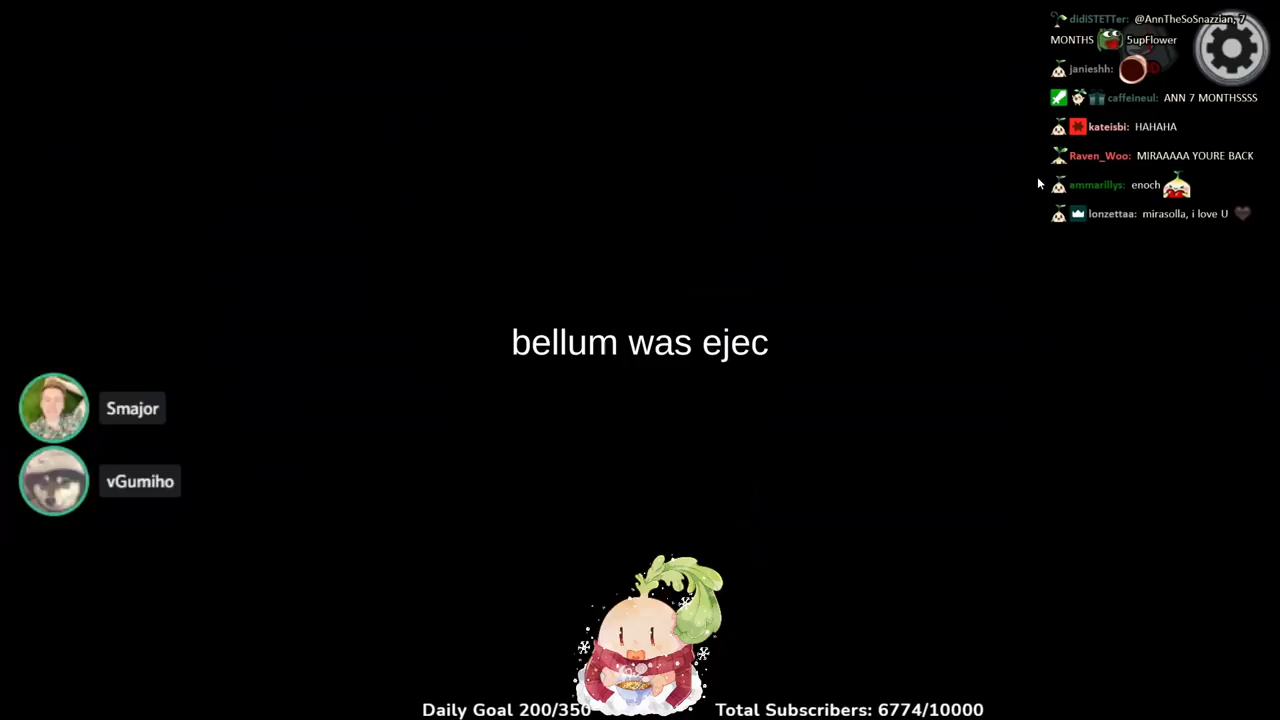 didiSTETTer: @AnnTheSoSnazzian, 7
MONTHS 5upFlower
janieshh:
caffeineul: ANN 7 MONTHSSSS
kateisbi: HAHAHA
Raven_Woo: MIRAAAAA YOURE BACK
ammarillys: enoch
lonzettaa: mirasolla, i love U
bellum was ejec
Smajor
vGumiho
Daily Goal 200/350
Total Subscribers: 6774/10000